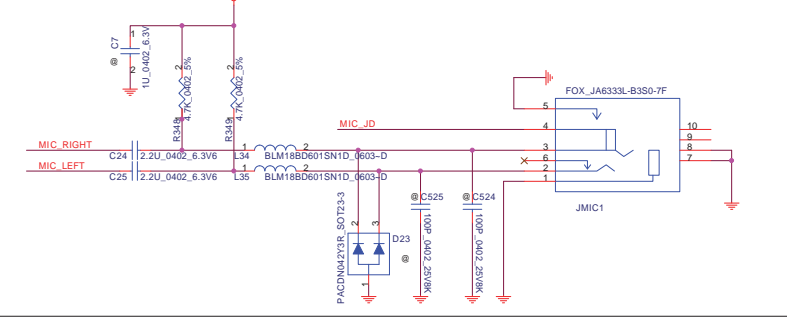 C7
@
1
2
1U_0402_6.3V
2
4.7K_0402_5%
R348
1
2
4.7K_0402_5%
R349
1
FOX_JA6333L-B3S0-7F
5
MIC_JD
4
10
9
MIC_RIGHT
C24
2.2U_0402_6.3V6
L34
1
2
BLM18BD601SN1D_0603~D
3
8
6
7
MIC_LEFT
C25
2.2U_0402_6.3V6
L35
1
2
BLM18BD601SN1D_0603~D
2
1
JMIC1
PACDN042Y3R_SOT23-3
2
3
D23
@
1
@
C525
100P_0402_25V8K
@
C524
100P_0402_25V8K